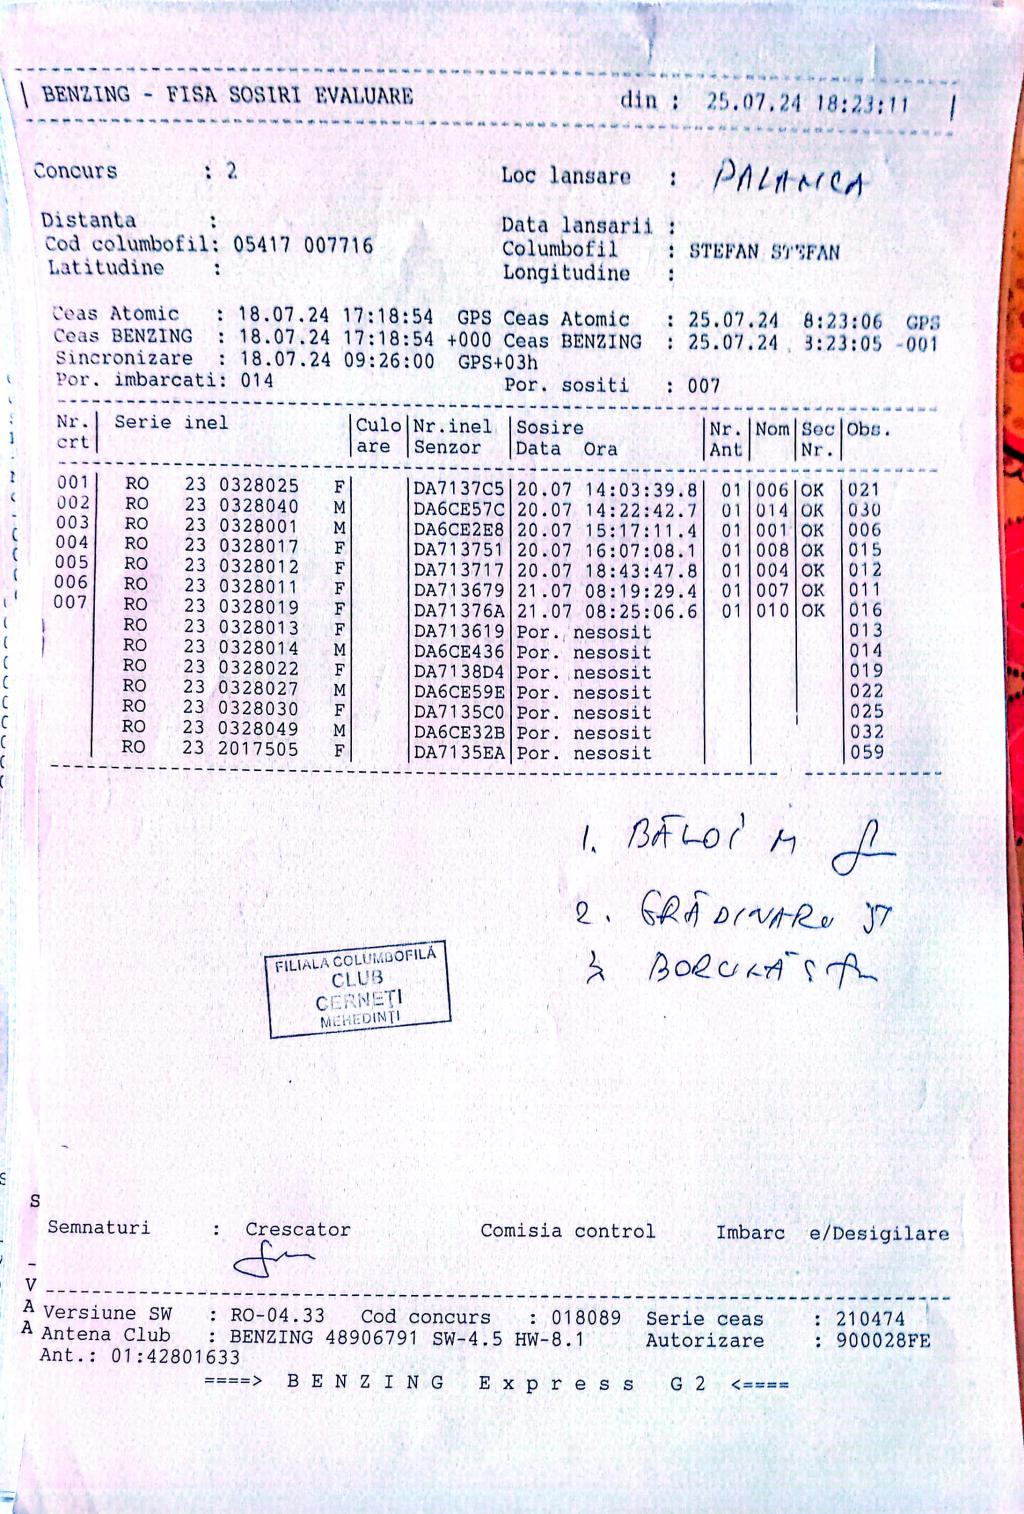 BENZING - FISA SOSIRI EVALUARE din : 25.07.24 18:23:11
Concurs : 2 Loc lansare : PALANCA
Distanta : Data lansarii :
Cod columbofil: 05417 007716 Columbofil : STEFAN STEFAN
Latitudine : Longitudine :
Ceas Atomic : 18.07.24 17:18:54 GPS Ceas Atomic : 25.07.24 8:23:06 GPS
Ceas BENZING : 18.07.24 17:18:54 +000 Ceas BENZING : 25.07.24 :23:05 -001
Sincronizare : 18.07.24 09:26:00 GPS+03h
Por. imbarcati: 014 Por. sositi : 007
Nr. crt Serie inel Culo are Nr.inel Senzor Sosire Data Ora Nr. Ant Nom Sec Nr. Obs.
001 RO 23 0328025 F DA7137C5 20.07 14:03:39.8 01 006 OK 021
002 RO 23 0328040 M DA6CE57C 20.07 14:22:42.7 01 014 OK 030
003 RO 23 0328001 M DA6CE2E8 20.07 15:17:11.4 01 001 OK 006
004 RO 23 0328017 F DA713751 20.07 16:07:08.1 01 008 OK 015
005 RO 23 0328012 F DA713717 20.07 18:43:47.8 01 004 OK 012
006 RO 23 0328011 F DA713679 21.07 08:19:29.4 01 007 OK 011
007 RO 23 0328019 F DA71376A 21.07 08:25:06.6 01 010 OK 016
RO 23 0328013 F DA713619 Por. nesosit 013
RO 23 0328014 M DA6CE436 Por. nesosit 014
RO 23 0328022 F DA7138D4 Por. nesosit 019
RO 23 0328027 M DA6CE59E Por. nesosit 022
RO 23 0328030 F DA7135C0 Por. nesosit 025
RO 23 0328049 M DA6CE32B Por. nesosit 032
RO 23 2017505 F DA7135EA Por. nesosit 059
1. BĂLOI M
2. GRĂDINARU
3
FILIALA COLUMBOFILĂ
CLUB
CERNEȚI
MEHEDINȚI
S
Semnaturi : Crescator Comisia control Imbarc e/Desigilare
V
A Versiune SW : RO-04.33 Cod concurs : 018089 Serie ceas : 210474
A Antena Club : BENZING 48906791 SW-4.5 HW-8.1 Autorizare : 900028FE
Ant.: 01:42801633
====> B E N Z I N G E x p r e s s G 2 <====